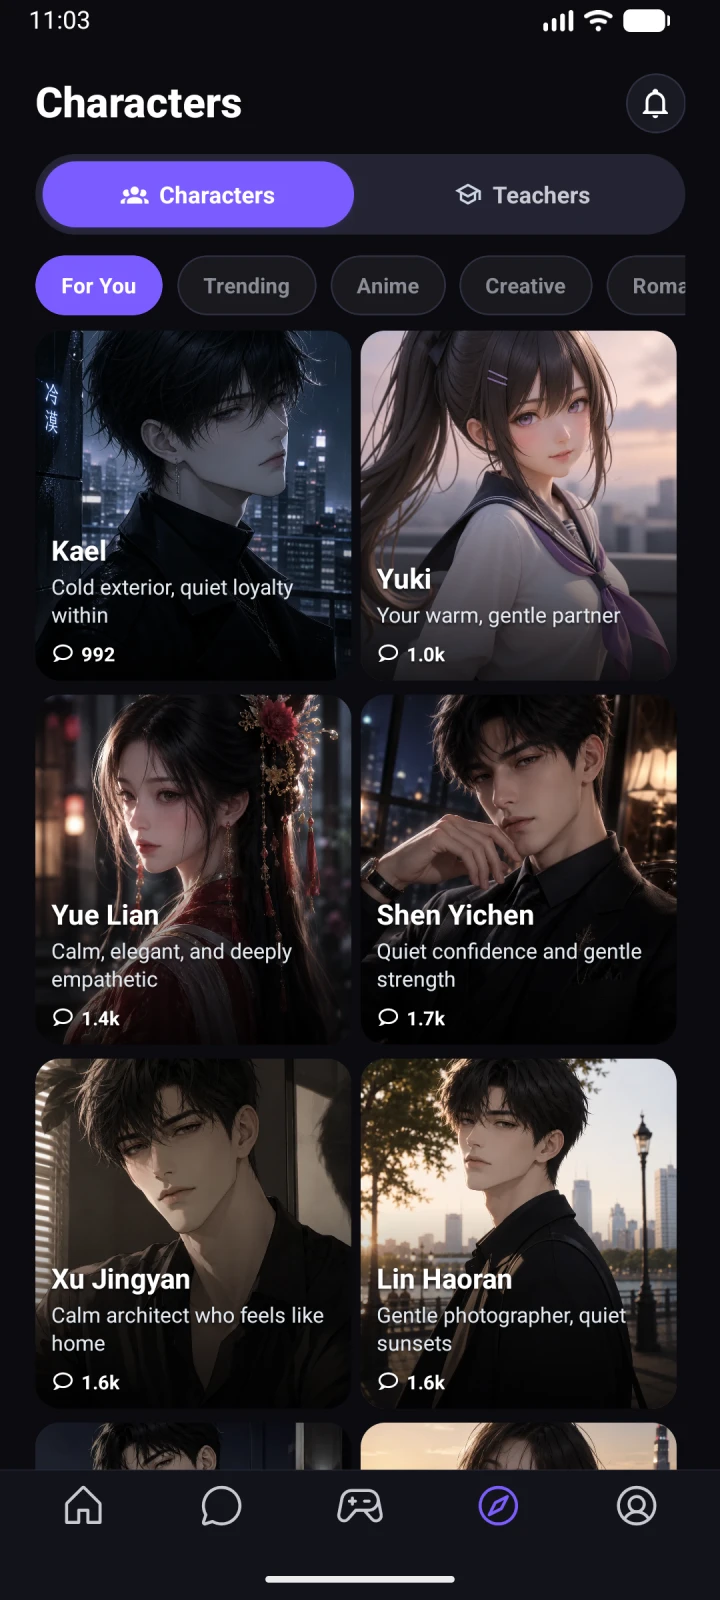 11:03
Characters
Characters
Teachers
For You
Trending
Anime
Creative
Roma
冷漠
Kael
Cold exterior, quiet loyalty
within
992
Yuki
Your warm, gentle partner
1.0k
Yue Lian
Calm, elegant, and deeply
empathetic
1.4k
Shen Yichen
Quiet confidence and gentle
strength
1.7k
Xu Jingyan
Calm architect who feels like
home
1.6k
Lin Haoran
Gentle photographer, quiet
sunsets
1.6k